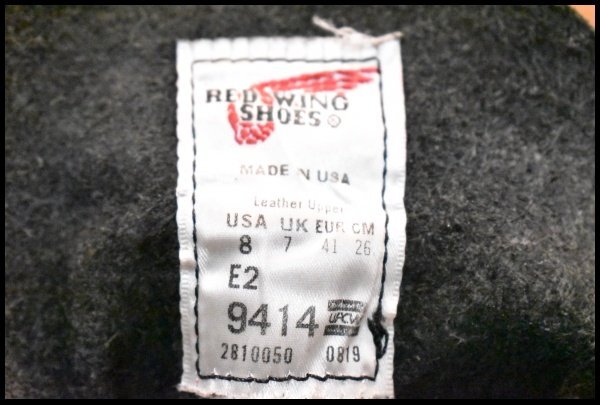 RED WING
SHOES®
MADE IN USA
Leather Upper
USA UK EUR CM
8 7 41 26
E2
9414 UFCW
2810050 0819